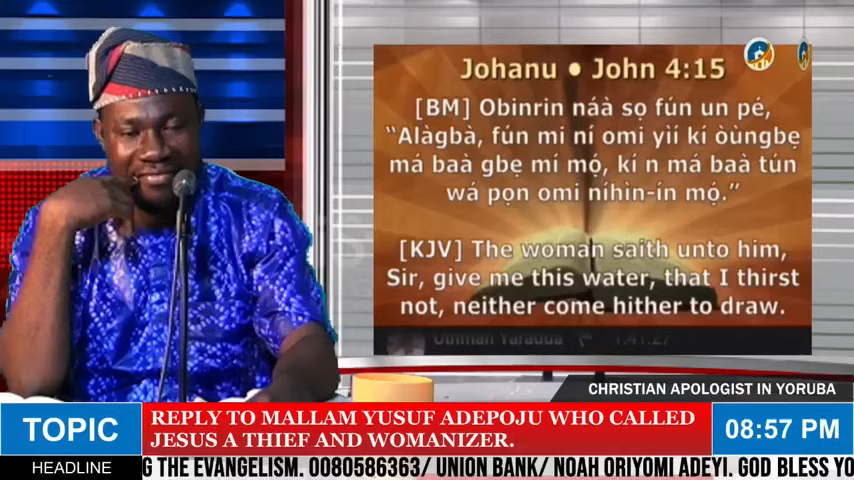 Johanu • John 4:15
[BM] Obinrin náà sọ fún un pé,
“Alàgbà, fún mi ní omi yìí kí òùngbẹ
má baà gbẹ mí mọ́, kí n má baà tún
wá pọn omi níhìn-ín mọ́.”
[KJV] The woman saith unto him,
Sir, give me this water, that I thirst
not, neither come hither to draw.
CHRISTIAN APOLOGIST IN YORUBA
TOPIC
REPLY TO MALLAM YUSUF ADEPOJU WHO CALLED
JESUS A THIEF AND WOMANIZER.
08:57 PM
HEADLINE
G THE EVANGELISM. 0080586363/ UNION BANK/ NOAH ORIYOMI ADEYI. GOD BLESS YO